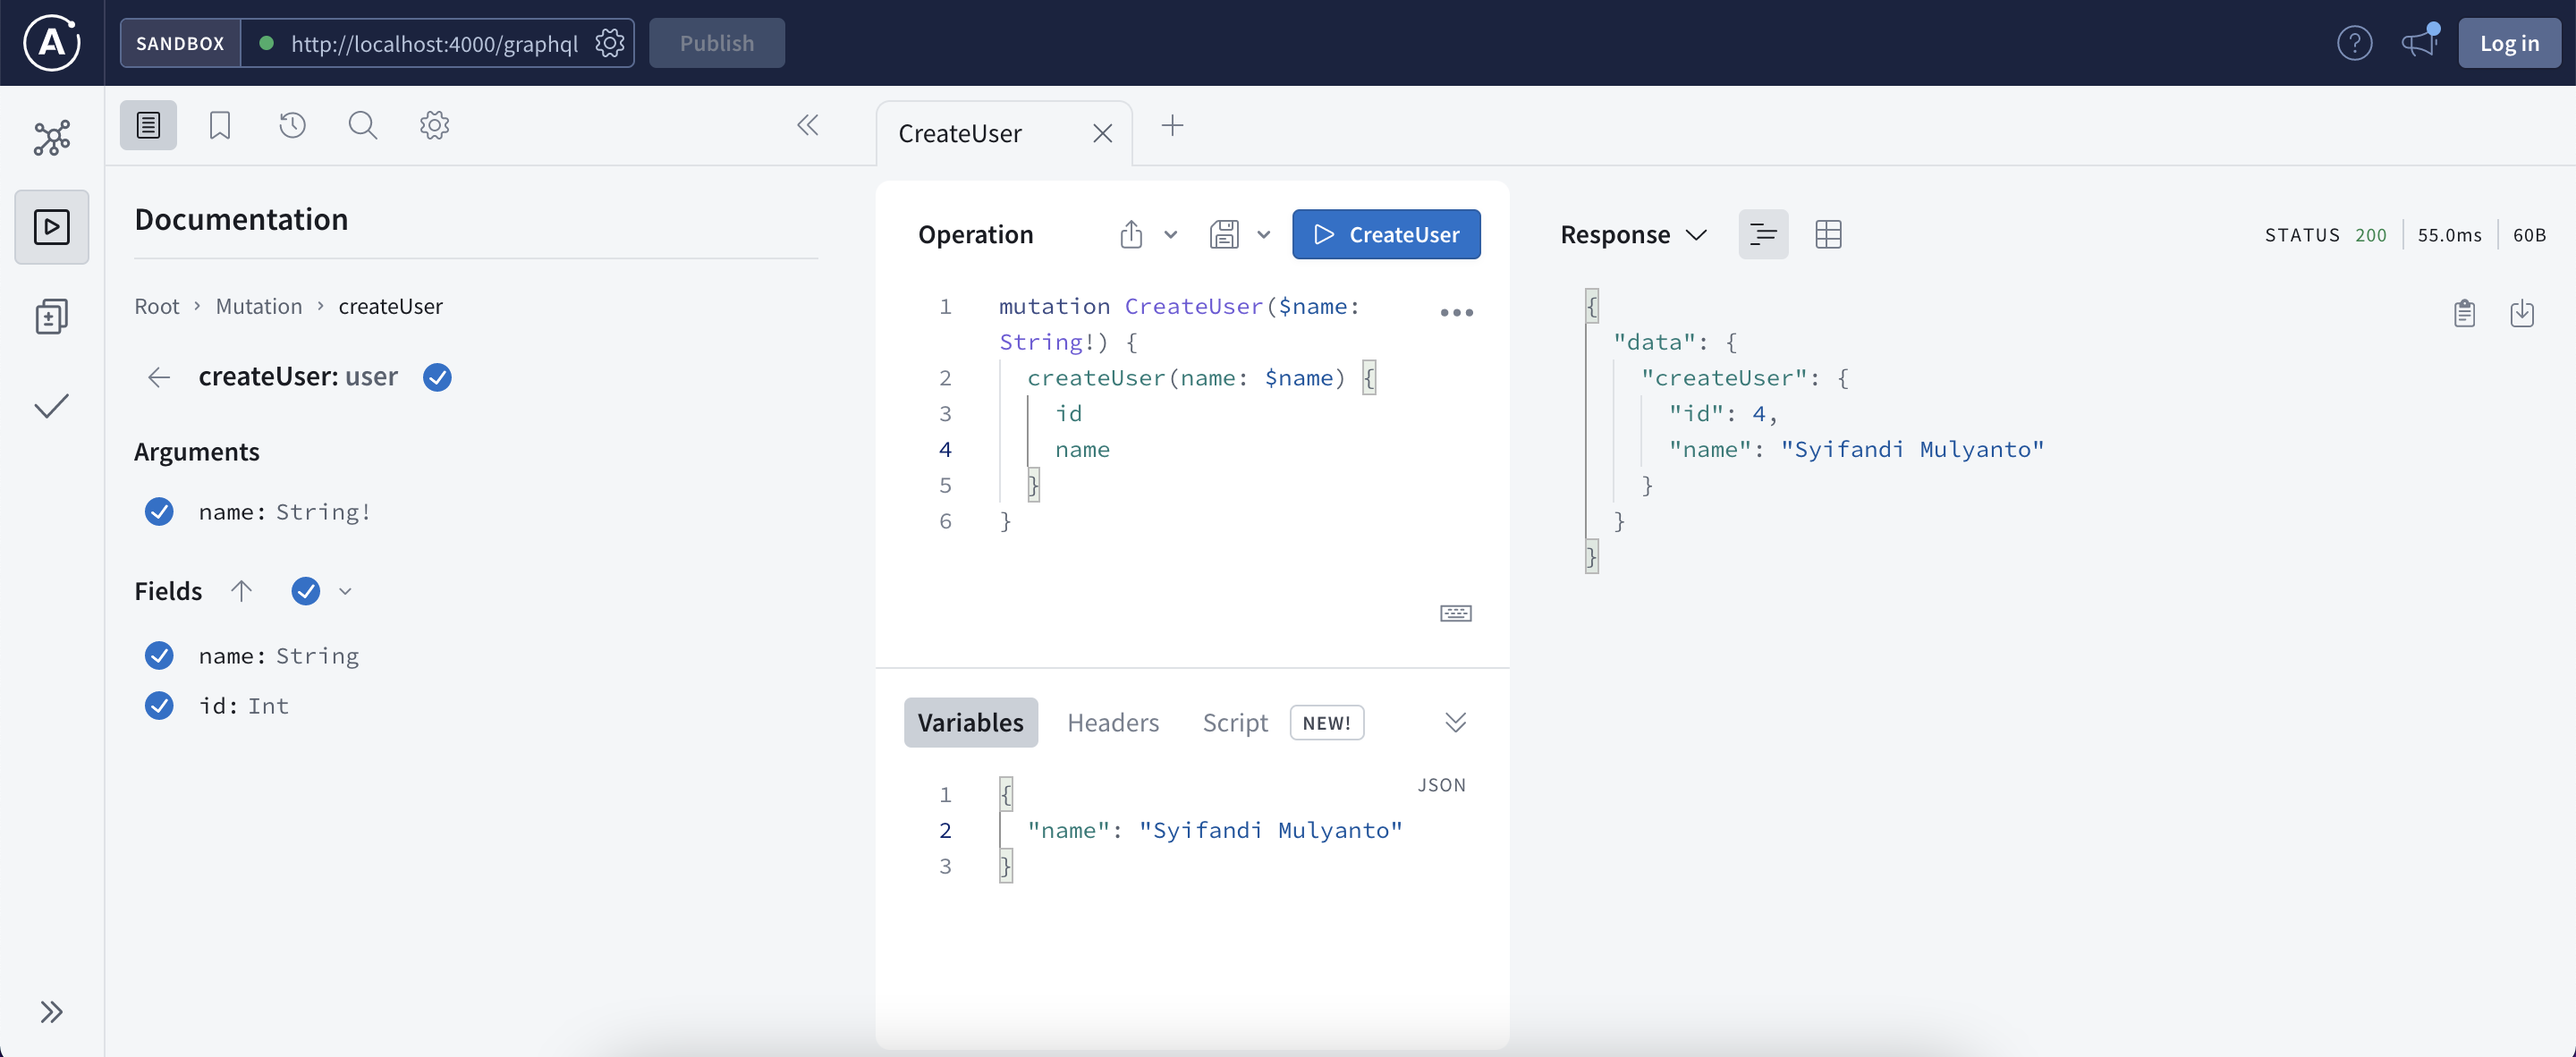 A SANDBOX http://localhost:4000/graphql Publish ? Log in
CreateUser
Documentation
Root › Mutation › createUser
createUser: user
Arguments
name: String!
Fields
name: String
id: Int
Operation CreateUser
1 mutation CreateUser($name:
String!) {
2 createUser(name: $name) {
3 id
4 name
5 }
6 }
Variables Headers Script NEW!
JSON
1 {
2 "name": "Syifandi Mulyanto"
3 }
Response STATUS 200 55.0ms 60B
{
"data": {
"createUser": {
"id": 4,
"name": "Syifandi Mulyanto"
}
}
}